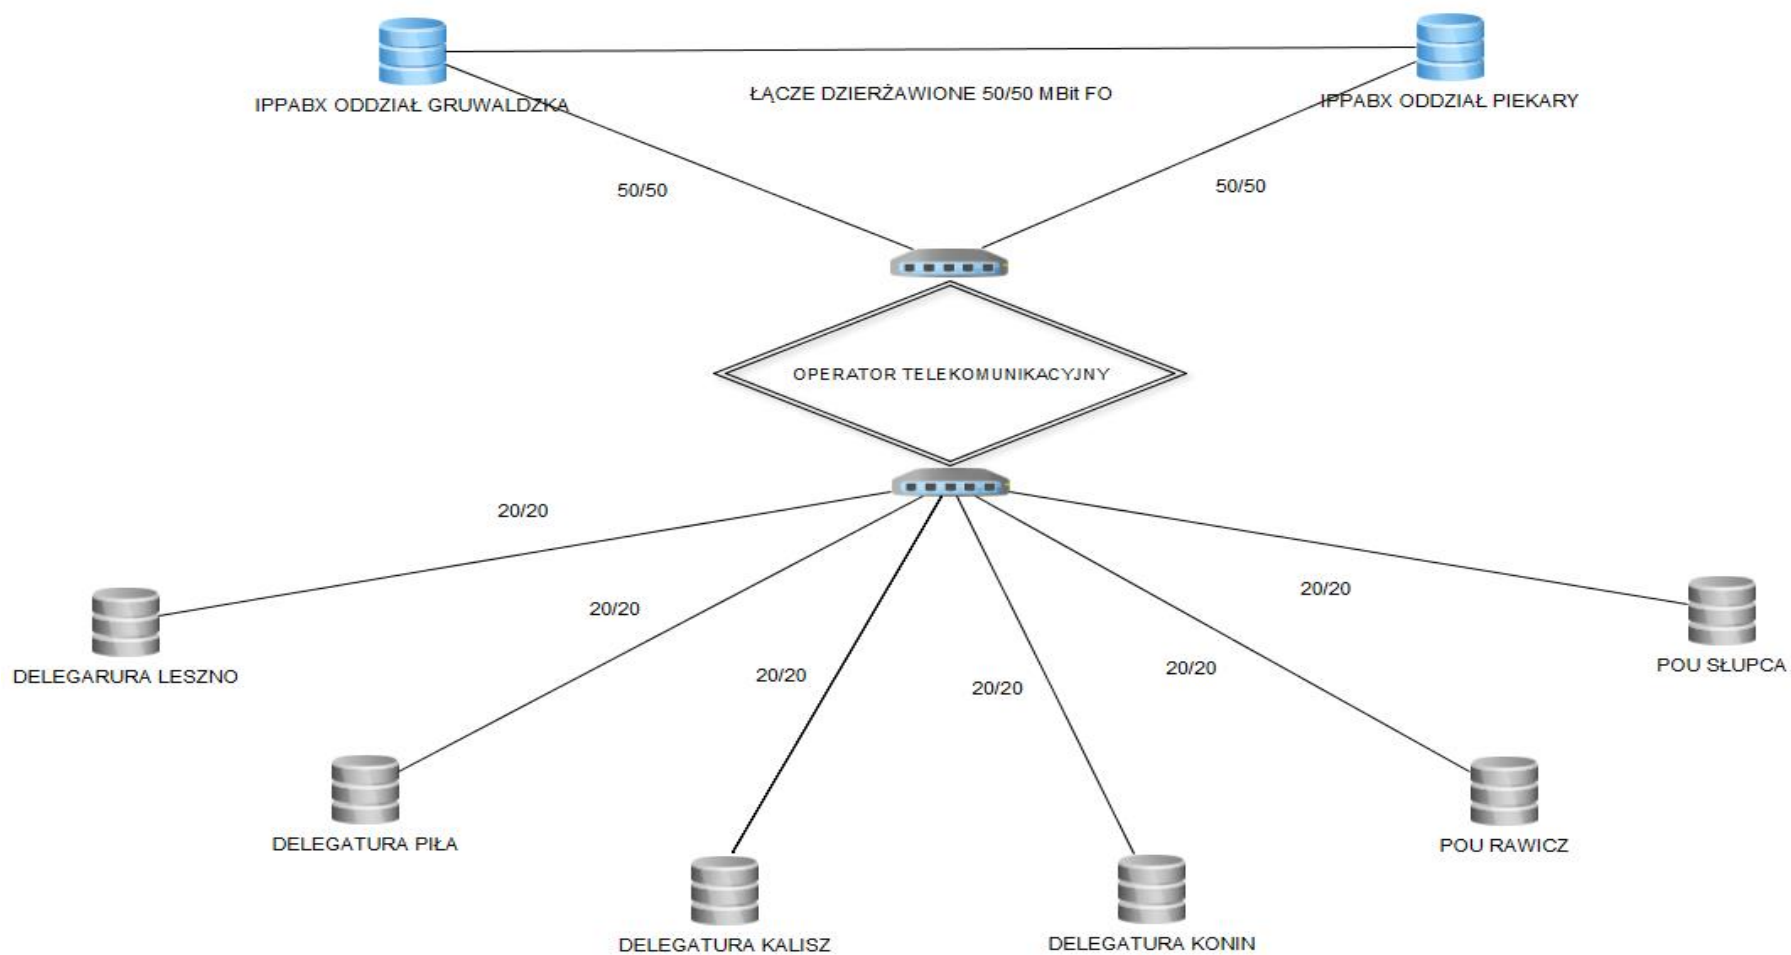 IPPABX ODDZIAŁ GRUWALDZKA
ŁĄCZE DZIERŻAWIONE 50/50 MBit FO
IPPABX ODDZIAŁ PIEKARY
50/50
50/50
OPERATOR TELEKOMUNIKACYJNY
20/20
20/20
20/20
20/20
20/20
20/20
DELEGARURA LESZNO
POU SŁUPCA
DELEGATURA PIŁA
POU RAWICZ
DELEGATURA KALISZ
DELEGATURA KONIN